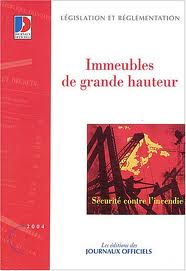 LÉGISLATION ET RÉGLEMENTATION
Immeubles
de grande hauteur
Sécurité contre l'incendie
2004
Les éditions des
JOURNAUX OFFICIELS